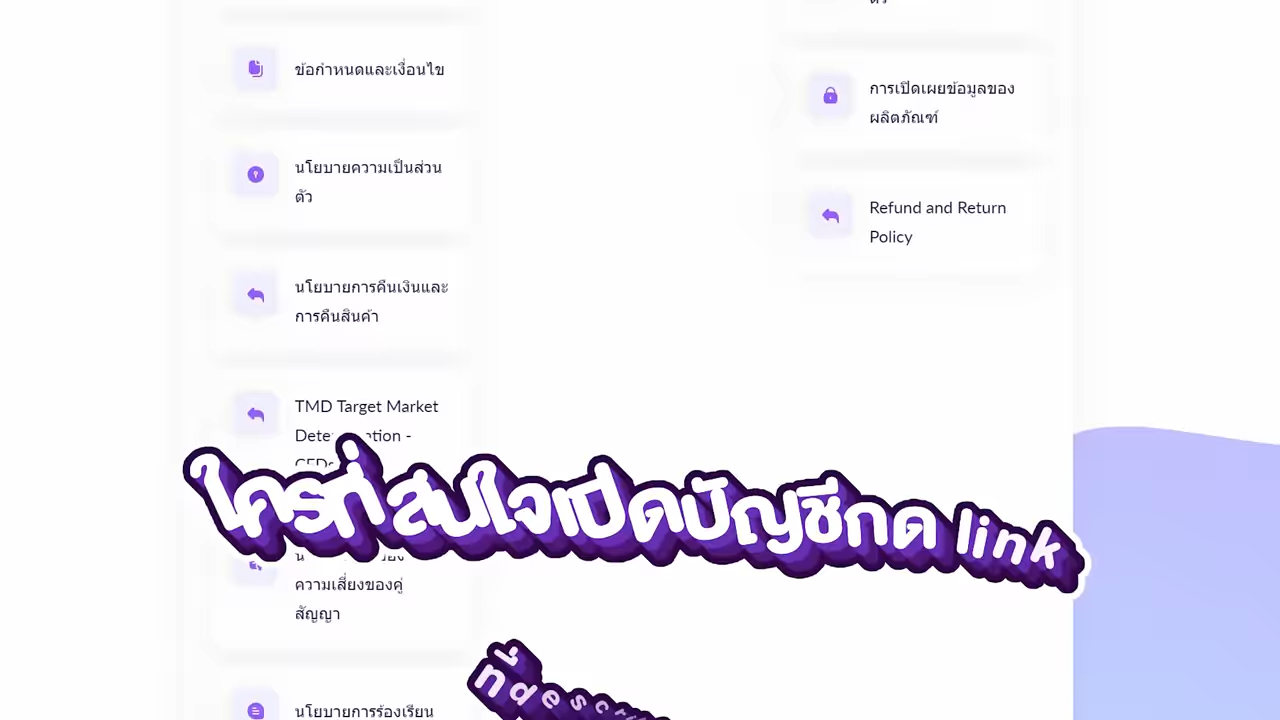 ข้อกำหนดและเงื่อนไข
นโยบายความเป็นส่วน
ตัว
นโยบายการคืนเงินและ
การคืนสินค้า
TMD Target Market
ความเสี่ยงของคู่
สัญญา
นโยบายการร้องเรียน
การเปิดเผยข้อมูลของ
ผลิตภัณฑ์
Refund and Return
Policy
ใครที่สนใจเปิดบัญชีกด link
ที่